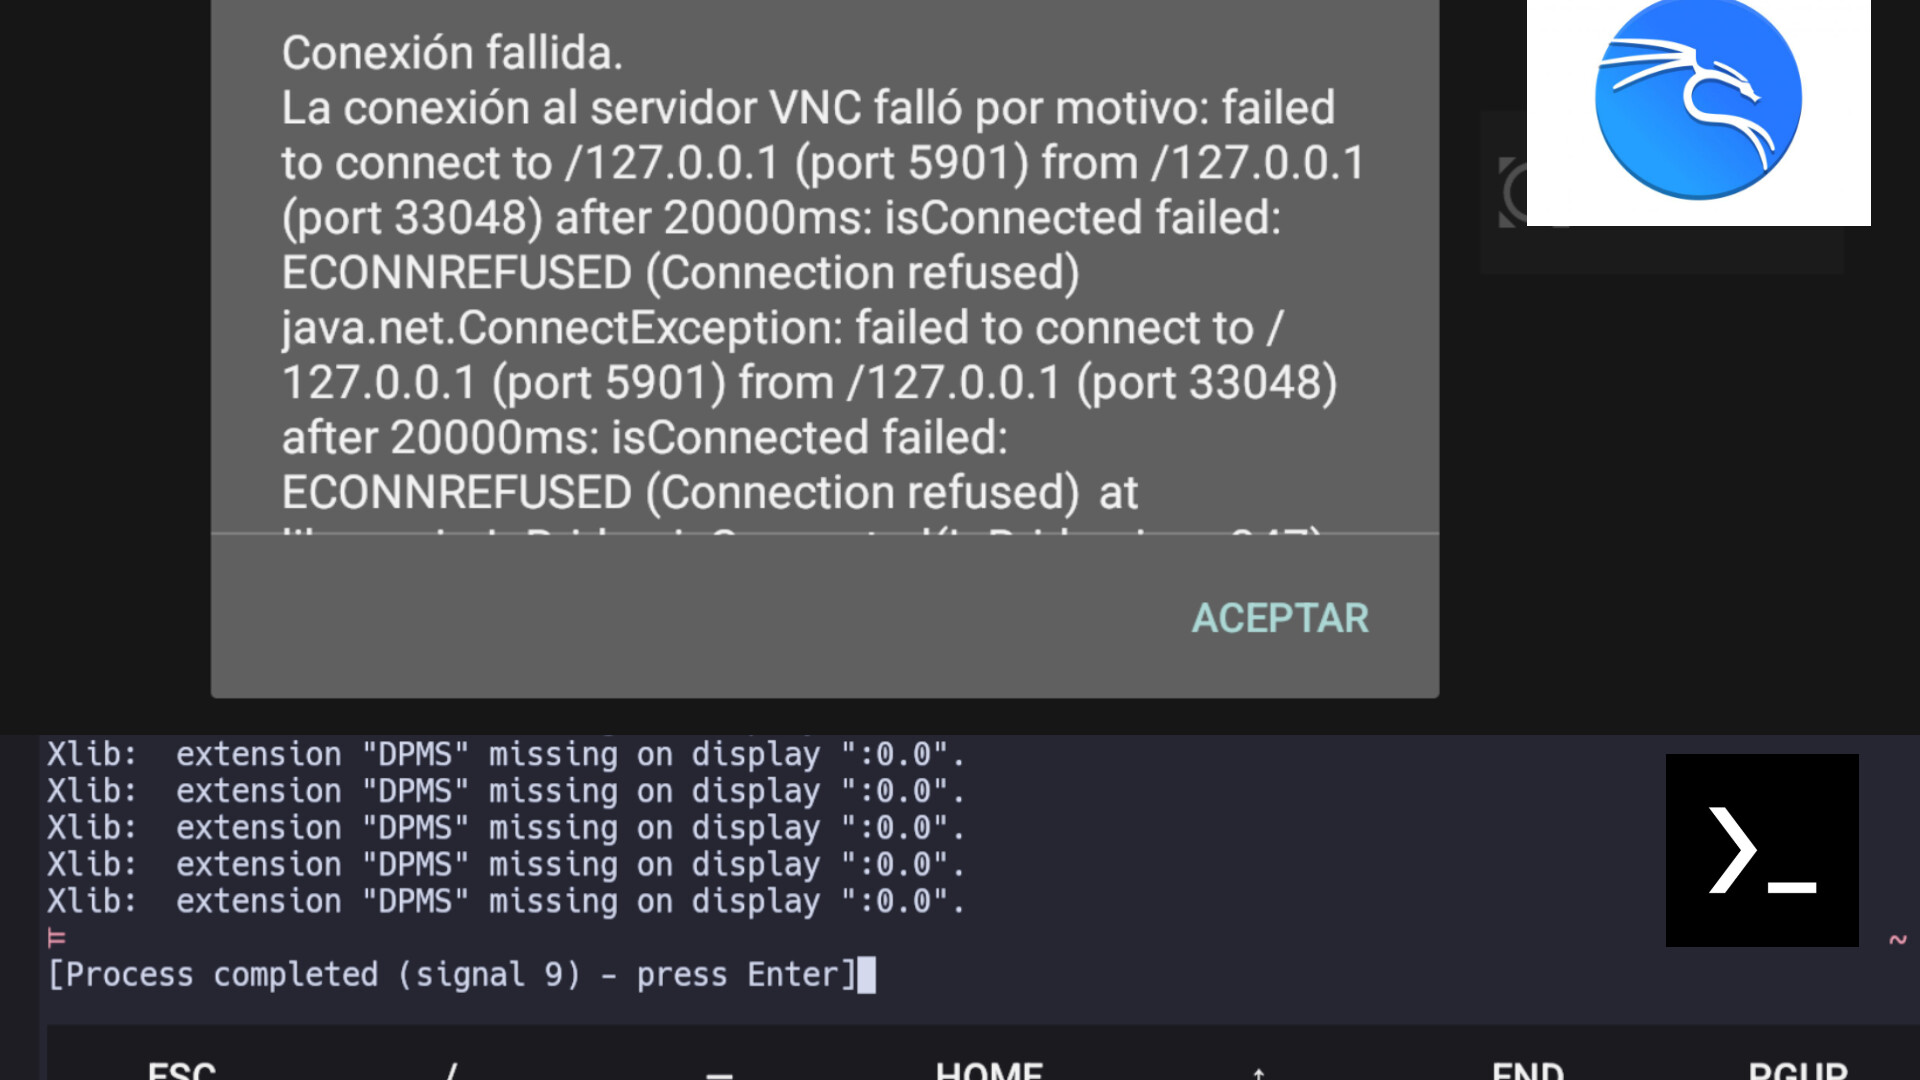 Conexión fallida.
La conexión al servidor VNC falló por motivo: failed
to connect to /127.0.0.1 (port 5901) from /127.0.0.1
(port 33048) after 20000ms: isConnected failed:
ECONNREFUSED (Connection refused)
java.net.ConnectException: failed to connect to /
127.0.0.1 (port 5901) from /127.0.0.1 (port 33048)
after 20000ms: isConnected failed:
ECONNREFUSED (Connection refused) at
ACEPTAR
Xlib: extension "DPMS" missing on display ":0.0".
Xlib: extension "DPMS" missing on display ":0.0".
Xlib: extension "DPMS" missing on display ":0.0".
Xlib: extension "DPMS" missing on display ":0.0".
Xlib: extension "DPMS" missing on display ":0.0".
~
[Process completed (signal 9) - press Enter]
ESC / — HOME ↑ END PGUP